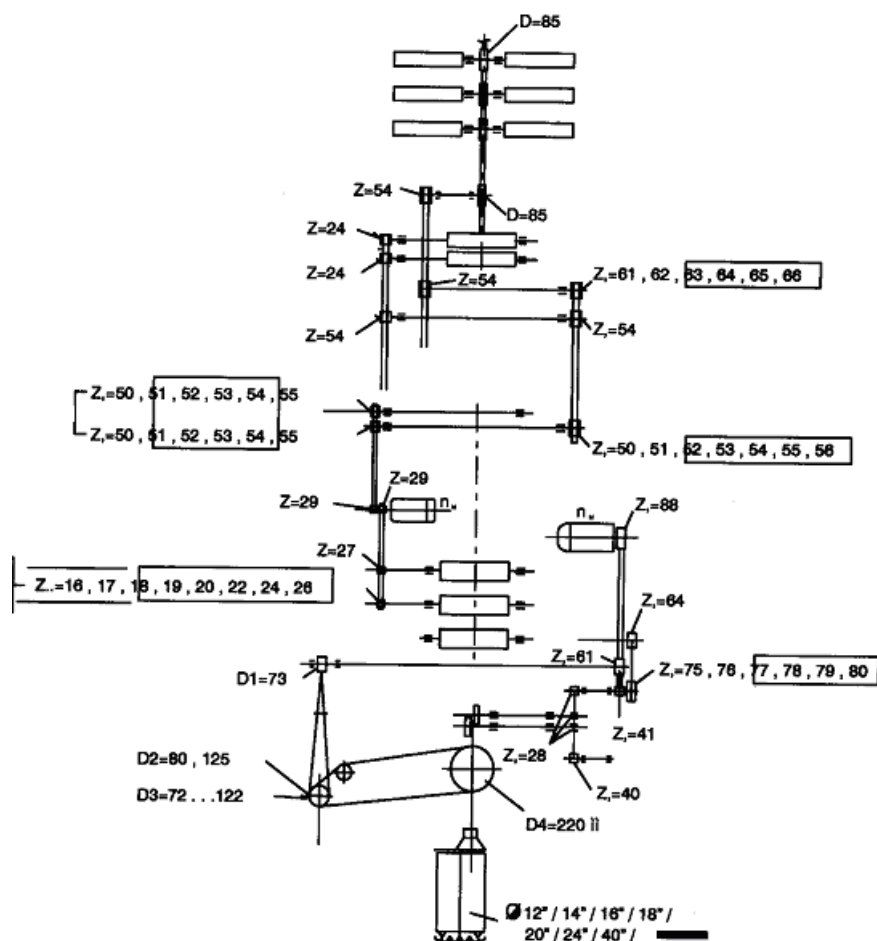 D=85
Z=54
D=85
Z=24
Z=24
Z=54
Z,=61 , 62 , 63 , 64 , 65 , 66
Z=54
Z,=54
Z,=50 , 51 , 52 , 53 , 54 , 55
Z,=50 , 51 , 52 , 53 , 54 , 55
Z,=50 , 51 , 52 , 53 , 54 , 55 , 56
Z=29
Z=29
n
n
Z,=88
Z=27
Z..=16 , 17 , 18 , 19 , 20 , 22 , 24 , 26
Z,=64
Z,=61
D1=73
Z,=75 , 76 , 77 , 78 , 79 , 80
Z,=41
Z,=28
D2=80 , 125
Z,=40
D3=72 ...122
D4=220 ìì
12" / 14" / 16" / 18" /
20" / 24" / 40" /